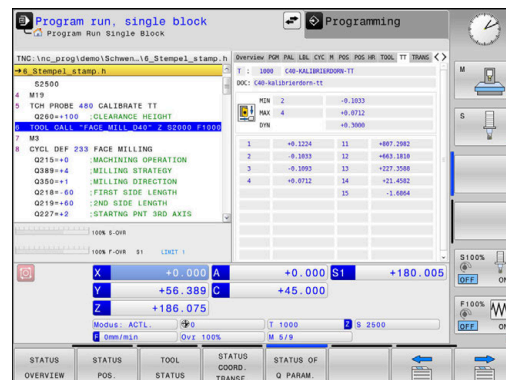 Program run, single block
Program Run Single Block
Programming
TNC:\nc_prog\demo\Schwen...\6_Stempel_stamp.h
→6_Stempel_stamp.h
S2500
4 M19
5 TCH PROBE 480 CALIBRATE TT
Q260=+100 ;CLEARANCE HEIGHT
6 TOOL CALL "FACE_MILL_D40" Z S2000 F1000
7 M3
8 CYCL DEF 233 FACE MILLING
Q215=+0 ;MACHINING OPERATION
Q389=+4 ;MILLING STRATEGY
Q350=+1 ;MILLING DIRECTION
Q218=-60 ;FIRST SIDE LENGTH
Q219=+60 ;2ND SIDE LENGTH
Q227=+2 ;STARTNG PNT 3RD AXIS
100% S-OVR
100% F-OVR S1 LIMIT 1
Overview PGM PAL LBL CYC M POS POS HR TOOL TT TRANS
T : 1000 C40-KALIBRIERDORN-TT
DOC: C40-kalibrierdorn-tt
MIN 2 -0.1033
MAX 4 +0.0712
DYN +0.3000
1 +0.1224 11 +807.2982
2 -0.1033 12 +663.1810
3 -0.1093 13 +227.3588
4 +0.0712 14 +21.4582
15 -1.6864
X +0.000 A +0.000 S1 +180.005
Y +56.389 C +45.000
Z +186.075
Modus: ACTL. 0 T 1000 Z S 2500
F 0mm/min Ovr 100% M 5/9
M
S
S100%
OFF ON
F100%
OFF ON
STATUS OVERVIEW
STATUS POS.
TOOL STATUS
STATUS COORD. TRANSF.
STATUS OF Q PARAM.